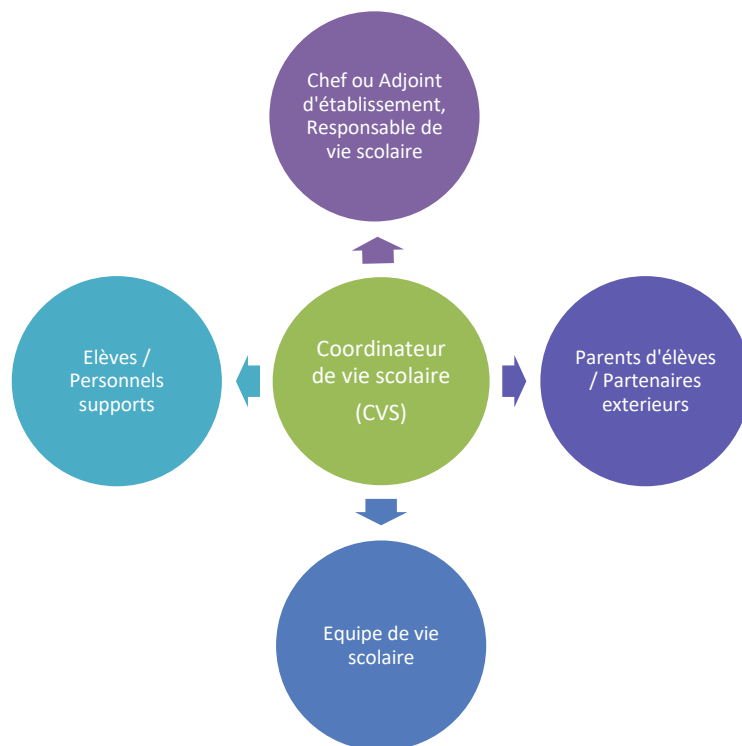 Chef ou Adjoint
d'établissement,
Responsable de
vie scolaire
Elèves /
Personnels
supports
Coordinateur
de vie scolaire
(CVS)
Parents d'élèves
/ Partenaires
exterieurs
Equipe de vie
scolaire